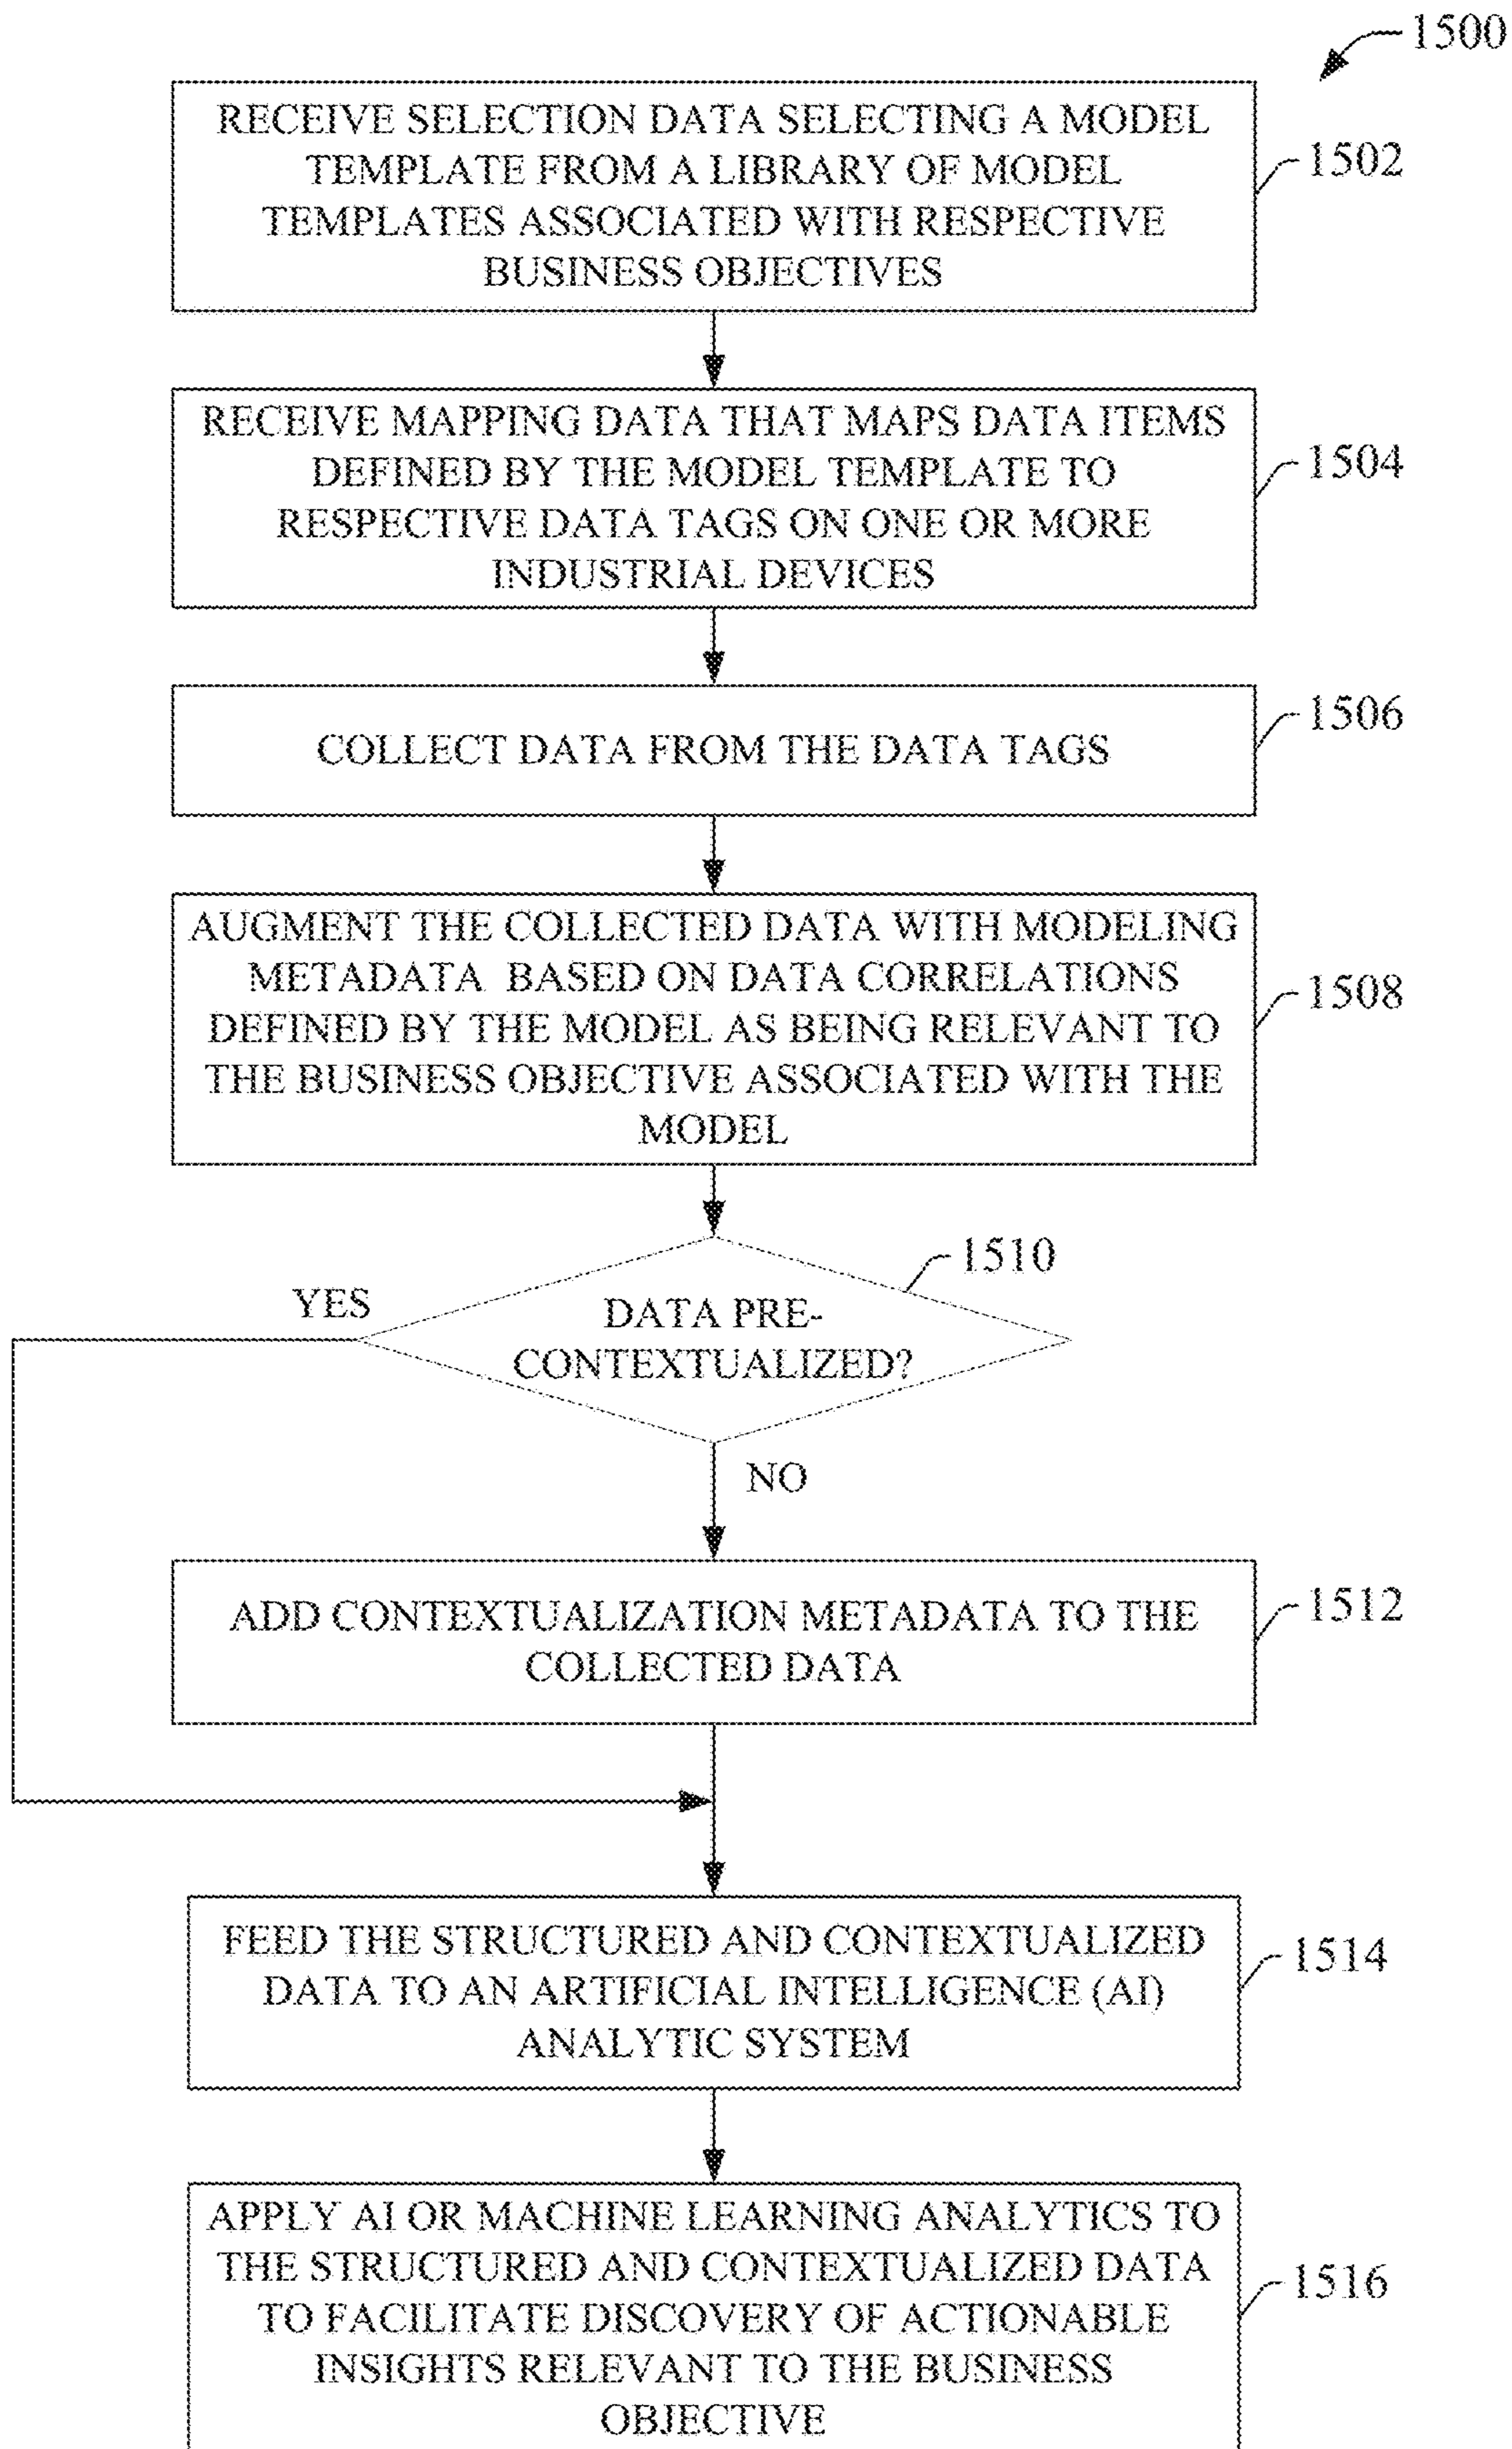 1500
RECEIVE SELECTION DATA SELECTING A MODEL
TEMPLATE FROM A LIBRARY OF MODEL
TEMPLATES ASSOCIATED WITH RESPECTIVE
BUSINESS OBJECTIVES
1502
RECEIVE MAPPING DATA THAT MAPS DATA ITEMS
DEFINED BY THE MODEL TEMPLATE TO
RESPECTIVE DATA TAGS ON ONE OR MORE
INDUSTRIAL DEVICES
1504
COLLECT DATA FROM THE DATA TAGS
1506
AUGMENT THE COLLECTED DATA WITH MODELING
METADATA BASED ON DATA CORRELATIONS
DEFINED BY THE MODEL AS BEING RELEVANT TO
THE BUSINESS OBJECTIVE ASSOCIATED WITH THE
MODEL
1508
1510
YES
DATA PRE-
CONTEXTUALIZED?
NO
ADD CONTEXTUALIZATION METADATA TO THE
COLLECTED DATA
1512
FEED THE STRUCTURED AND CONTEXTUALIZED
DATA TO AN ARTIFICIAL INTELLIGENCE (AI)
ANALYTIC SYSTEM
1514
APPLY AI OR MACHINE LEARNING ANALYTICS TO
THE STRUCTURED AND CONTEXTUALIZED DATA
TO FACILITATE DISCOVERY OF ACTIONABLE
INSIGHTS RELEVANT TO THE BUSINESS
OBJECTIVE
1516